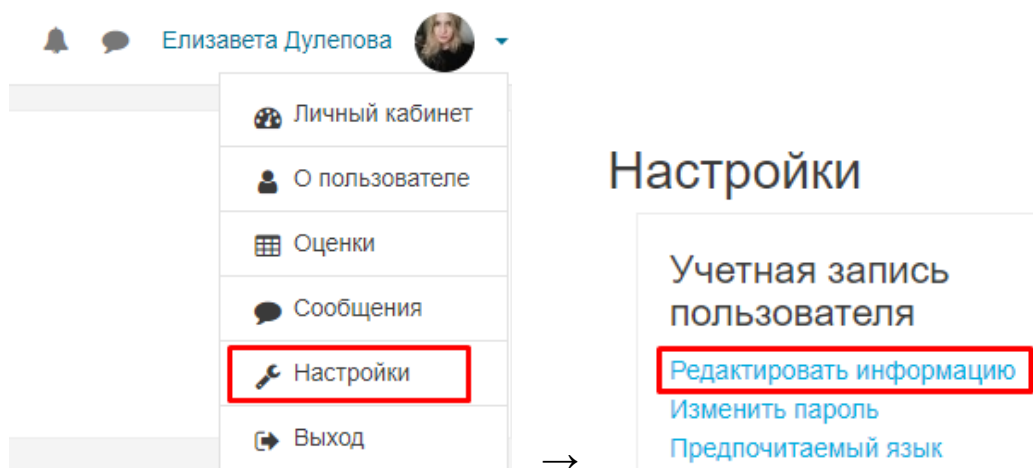 Елизавета Дулепова
Личный кабинет
О пользователе
Оценки
Сообщения
Настройки
Выход
→
Настройки
Учетная запись
пользователя
Редактировать информацию
Изменить пароль
Предпочитаемый язык